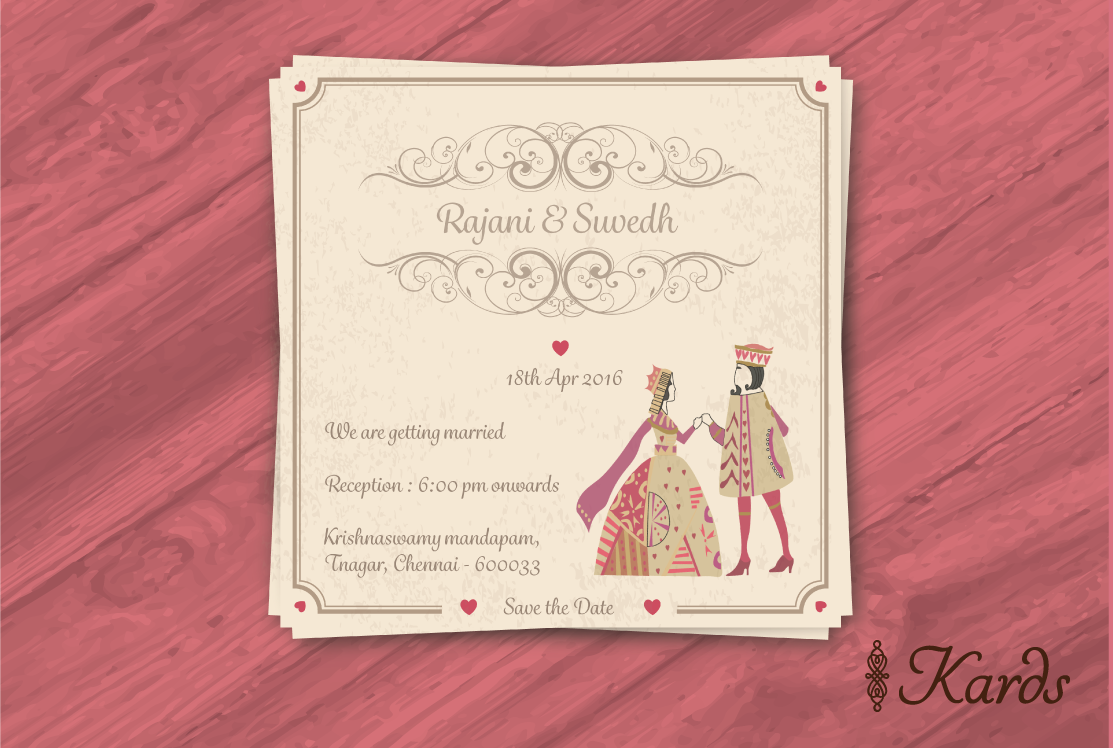 Rajani & Suvedh
18th Apr 2016
We are getting married
Reception : 6:00 pm onwards
Krishnaswamy mandapam,
Tnagar, Chennai - 600033
Save the Date
Kards